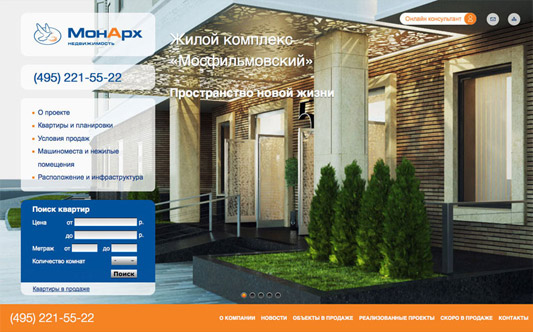 МонАрх
недвижимость
(495) 221-55-22
О проекте
Квартиры и планировки
Условия продаж
Машиноместа и нежилые
помещения
Расположение и инфраструктура
Поиск квартир
Цена от р.
до р.
Метраж от до
Количество комнат
Поиск
Квартиры в продаже
Жилой комплекс
«Мосфильмовский»
Пространство новой жизни
Онлайн консультант
(495) 221-55-22
О КОМПАНИИ НОВОСТИ ОБЪЕКТЫ В ПРОДАЖЕ РЕАЛИЗОВАННЫЕ ПРОЕКТЫ СКОРО В ПРОДАЖЕ КОНТАКТЫ